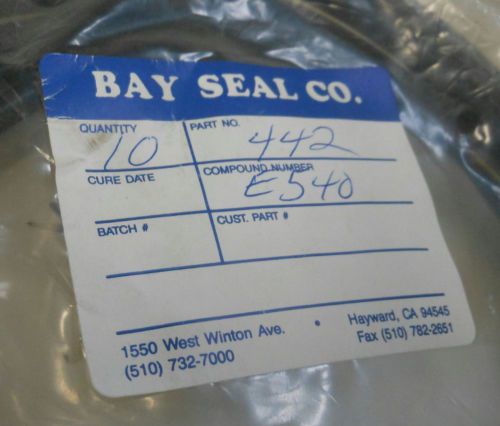 BAY SEAL CO.
QUANTITY PART NO.
10 442
CURE DATE COMPOUND NUMBER
E540
BATCH # CUST. PART #
1550 West Winton Ave. • Hayward, CA 94545
(510) 732-7000 Fax (510) 782-2651